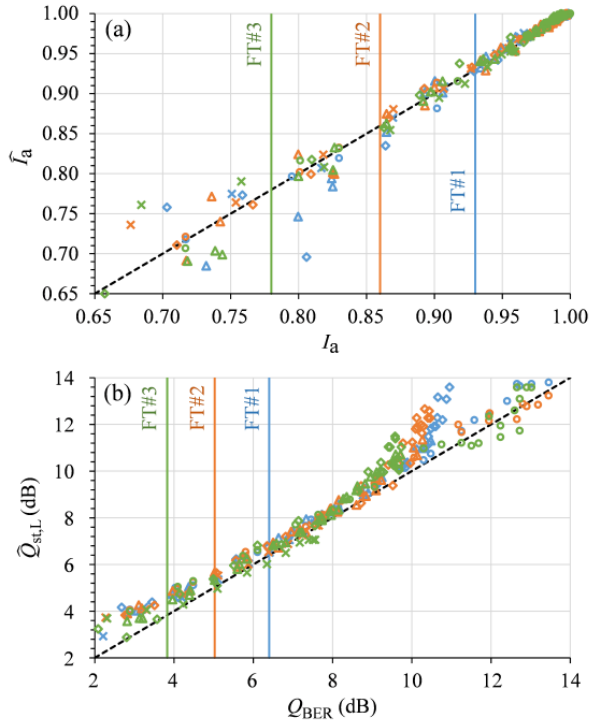 (a)
1.00
0.95
0.90
0.85
0.80
0.75
0.70
0.65
Îa
FT#3
FT#2
FT#1
0.65 0.70 0.75 0.80 0.85 0.90 0.95 1.00
Ia
(b)
14
12
10
8
6
4
2
Q̂st,L (dB)
FT#3
FT#2
FT#1
2 4 6 8 10 12 14
QBER (dB)